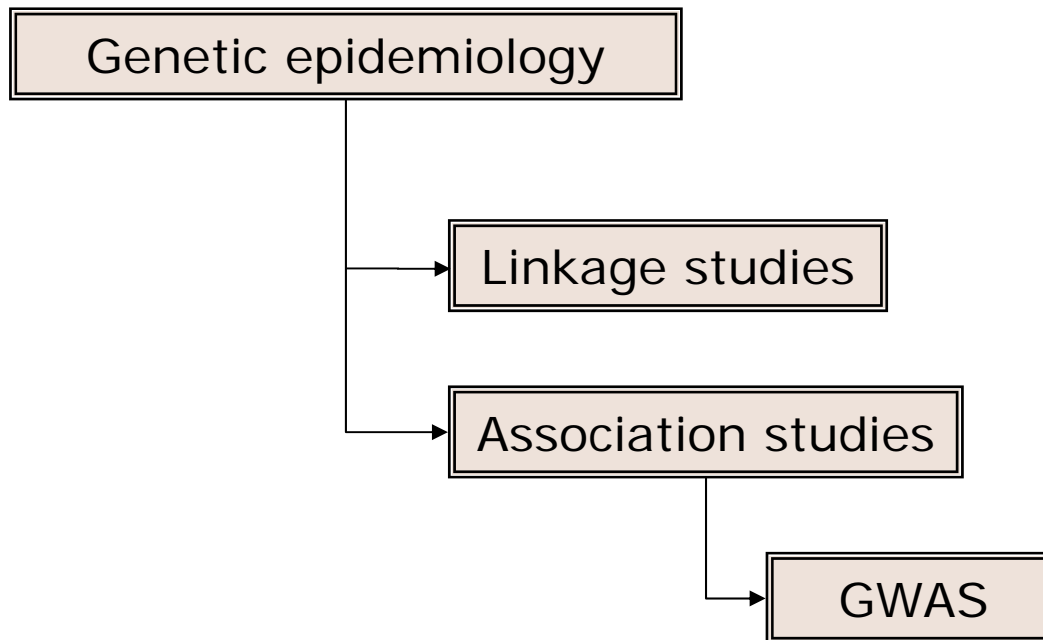 Genetic epidemiology
Linkage studies
Association studies
GWAS